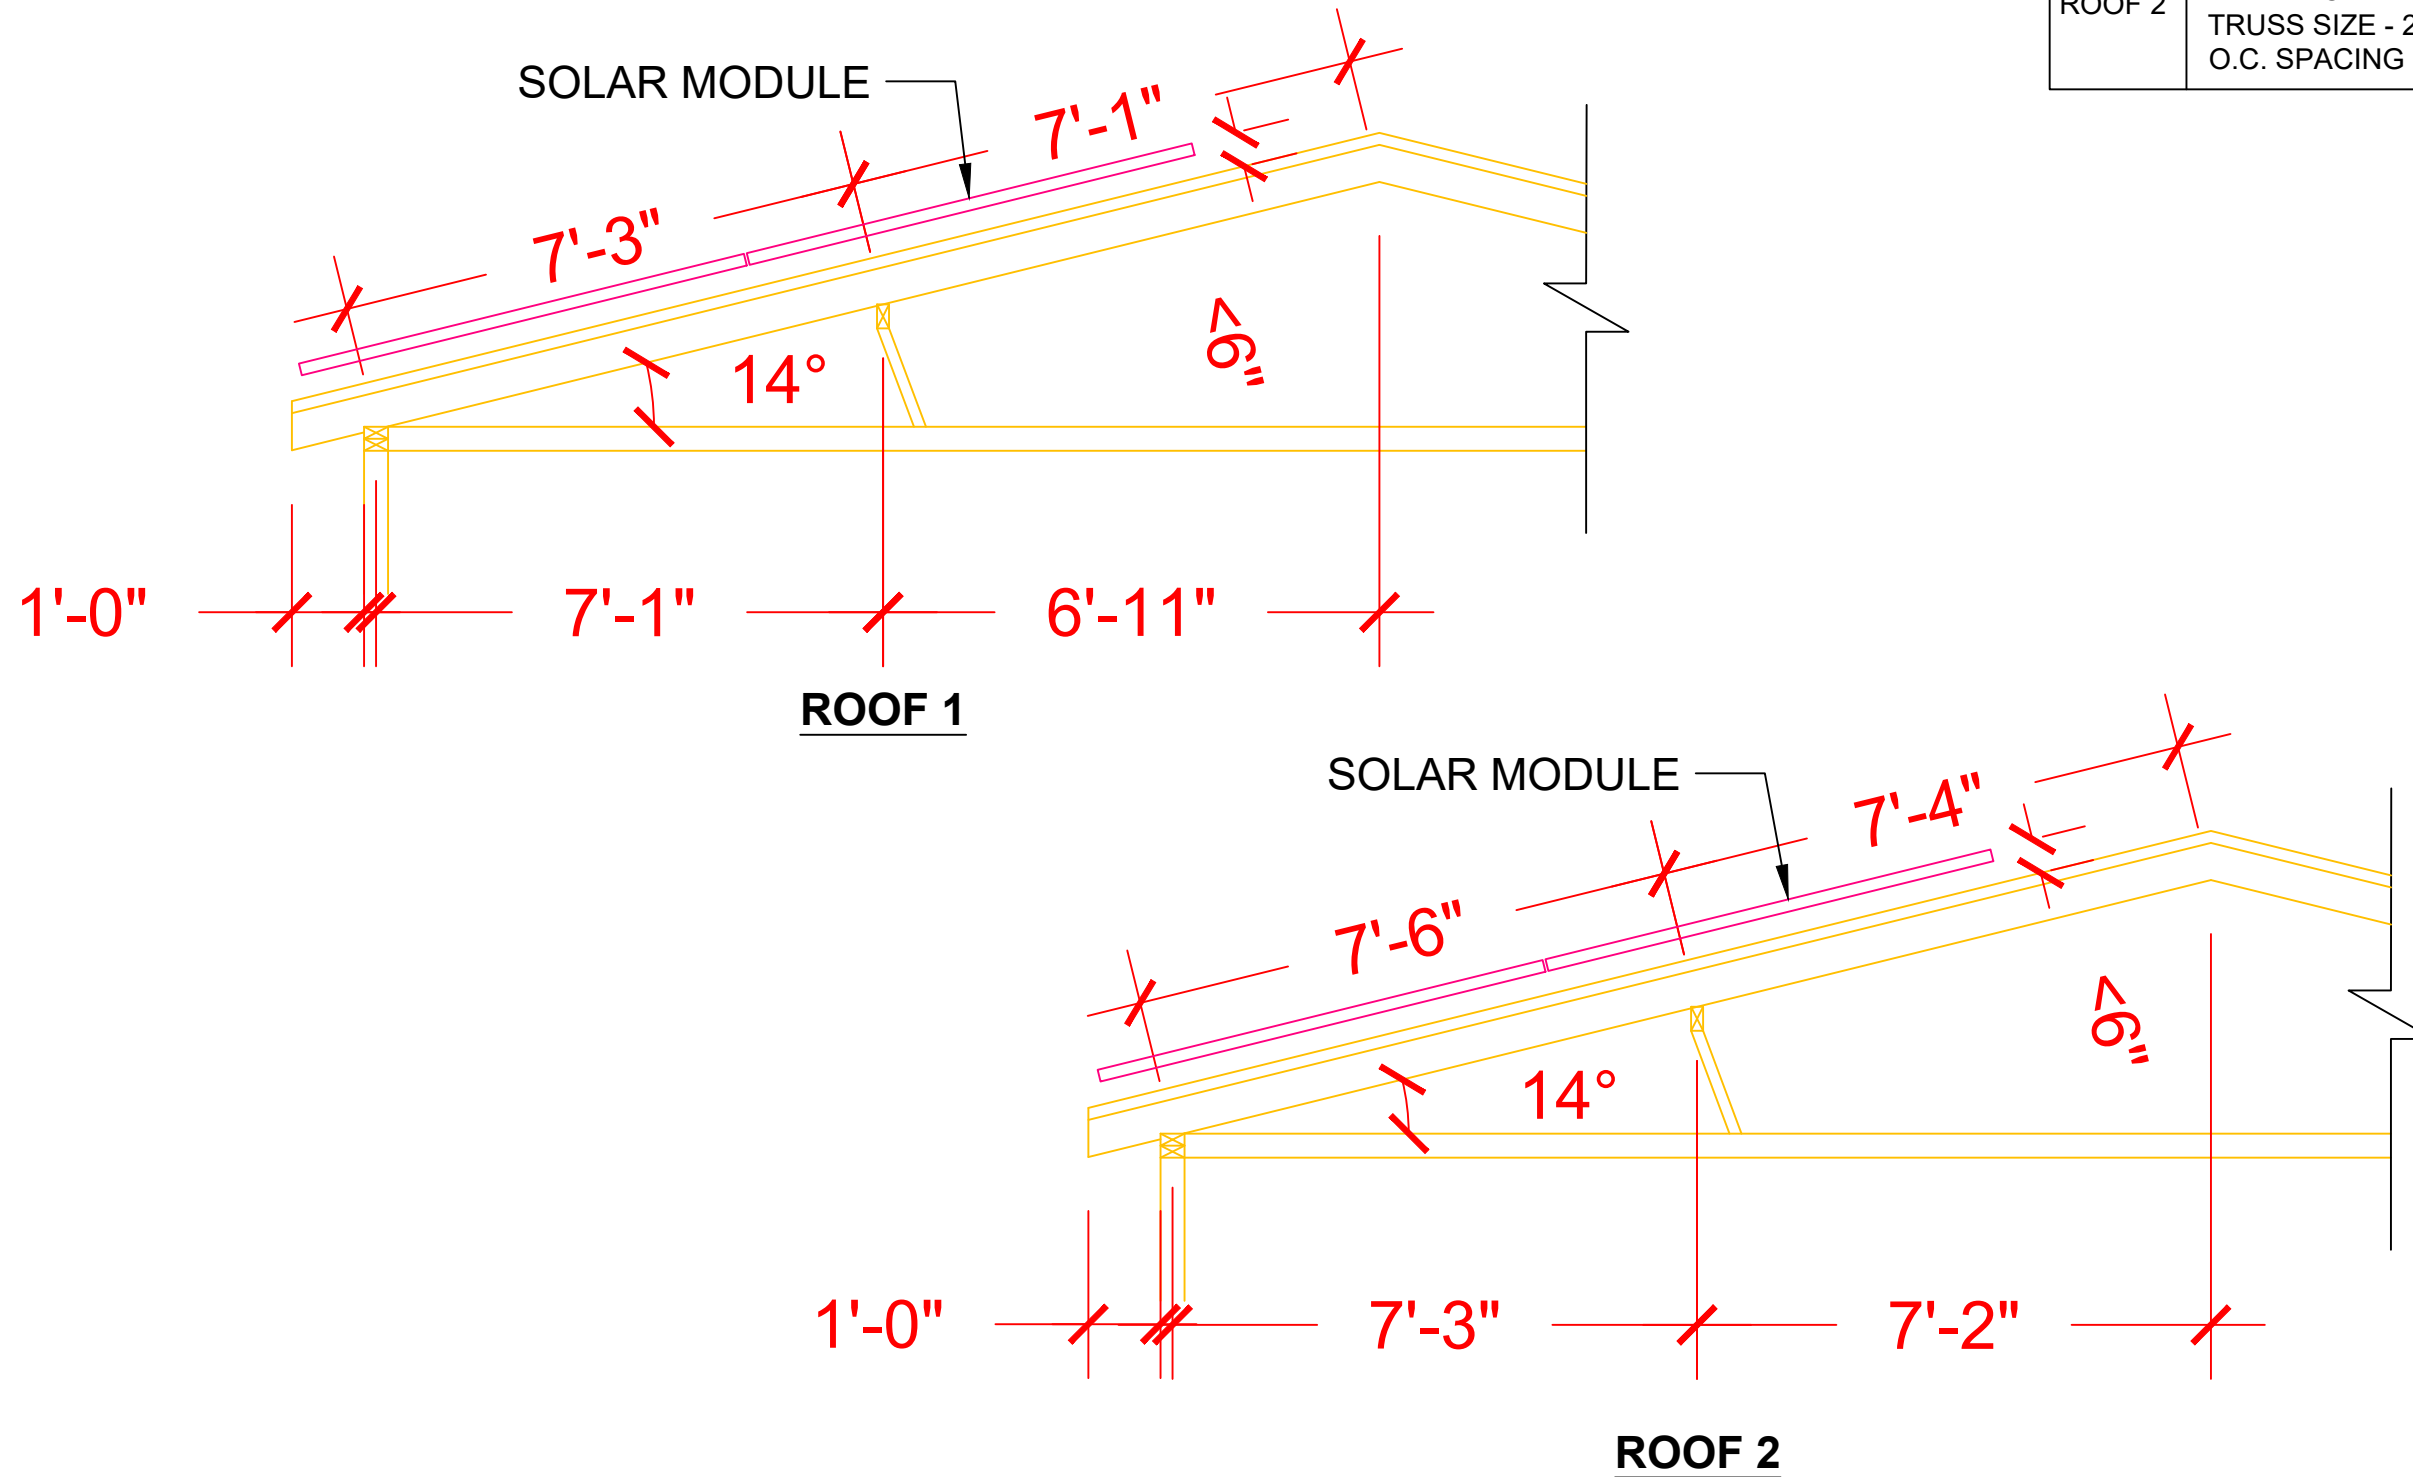 ROOF 2
TRUSS SIZE - 2
O.C. SPACING
SOLAR MODULE
7'-1"
7'-3"
<6"
14°
1'-0"
7'-1"
6'-11"
ROOF 1
SOLAR MODULE
7'-4"
7'-6"
<6"
14°
1'-0"
7'-3"
7'-2"
ROOF 2